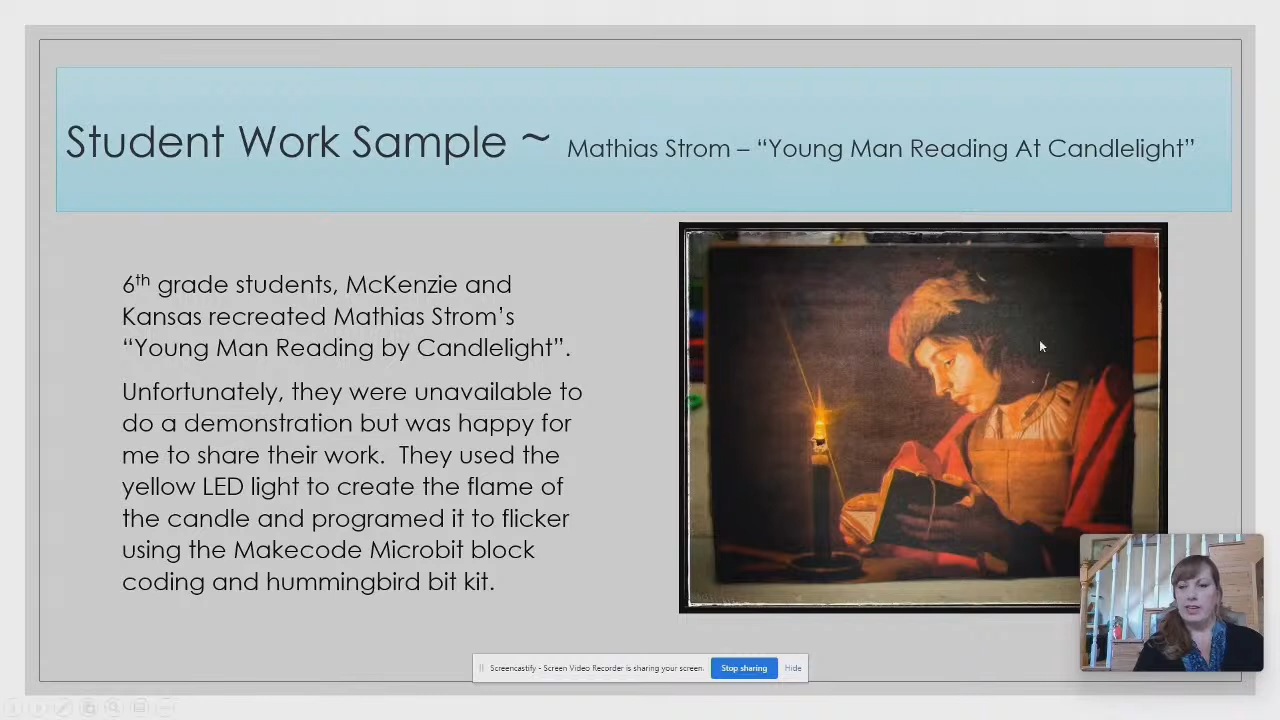 Student Work Sample ~ Mathias Strom – “Young Man Reading At Candlelight”
6th grade students, McKenzie and
Kansas recreated Mathias Strom’s
“Young Man Reading by Candlelight”.
Unfortunately, they were unavailable to
do a demonstration but was happy for
me to share their work.  They used the
yellow LED light to create the flame of
the candle and programed it to flicker
using the Makecode Microbit block
coding and hummingbird bit kit.
Screencastify - Screen Video Recorder is sharing your screen. Stop sharing Hide